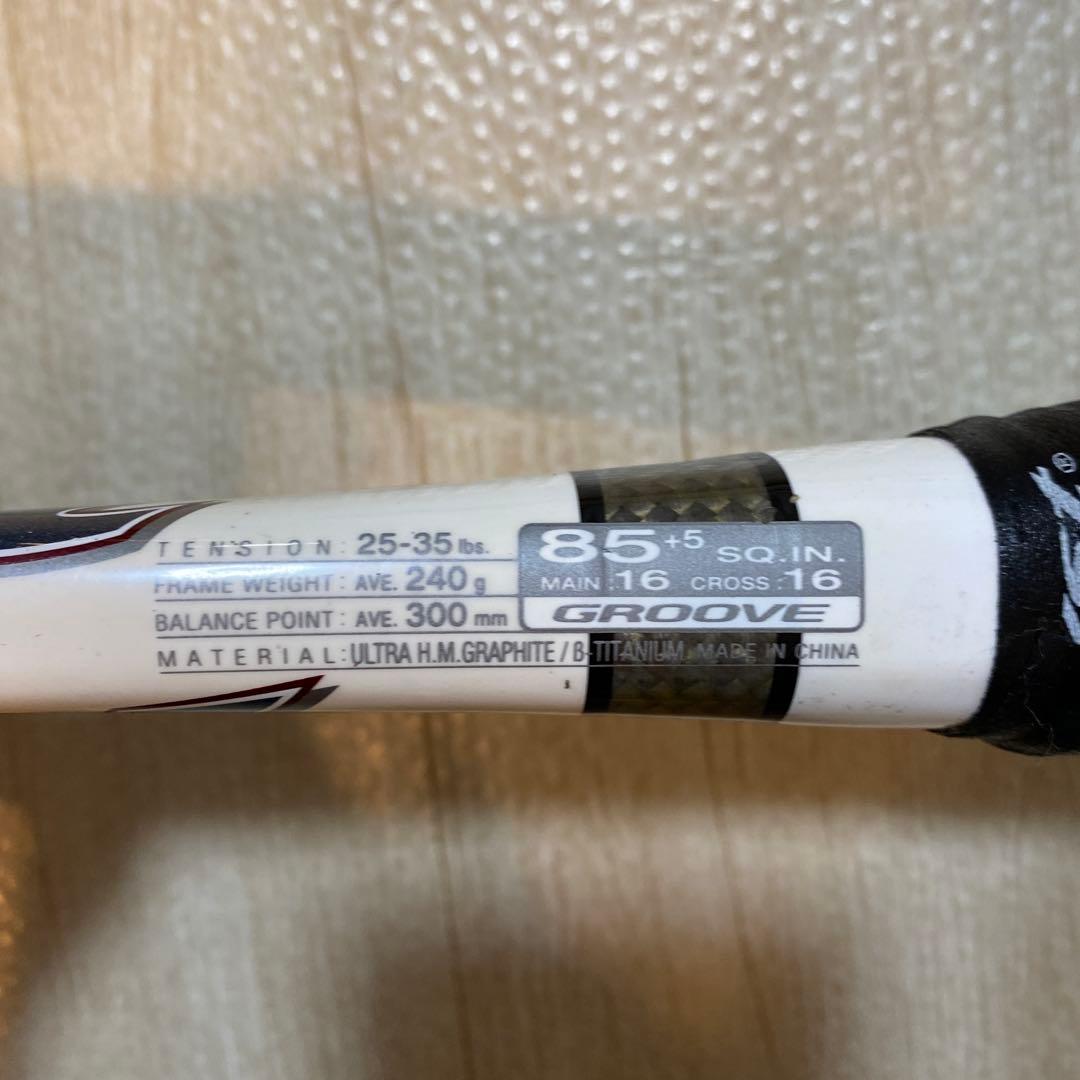 TENSION: 25-35 lbs.
FRAME WEIGHT: AVE. 240 g
BALANCE POINT: AVE. 300 mm
MATERIAL: ULTRA H.M.GRAPHITE / β-TITANIUM MADE IN CHINA
85+5 SQ.IN.
MAIN:16 CROSS:16
GROOVE